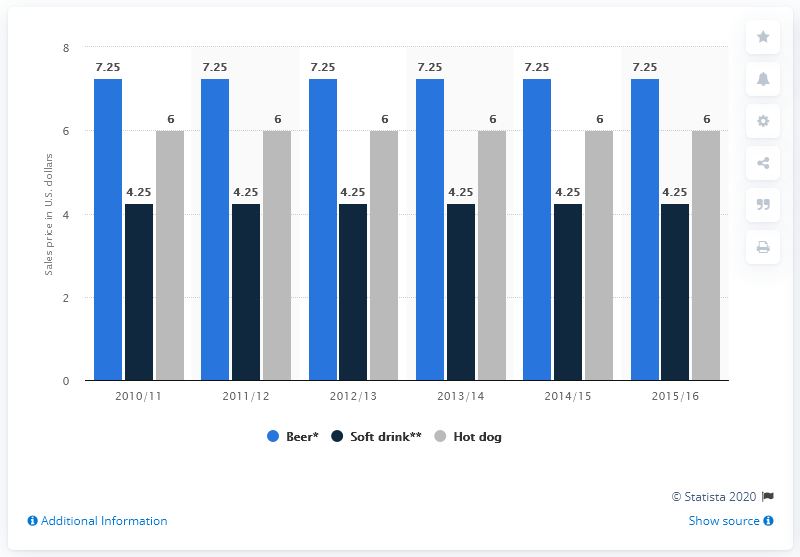 8
7.25 7.25 7.25 7.25 7.25 7.25
6 6 6 6 6 6
6
4.25 4.25 4.25 4.25 4.25 4.25
4
2
0
Sales price in U.S. dollars
2010/11 2011/12 2012/13 2013/14 2014/15 2015/16
Beer* Soft drink** Hot dog
© Statista 2020
Additional Information Show source